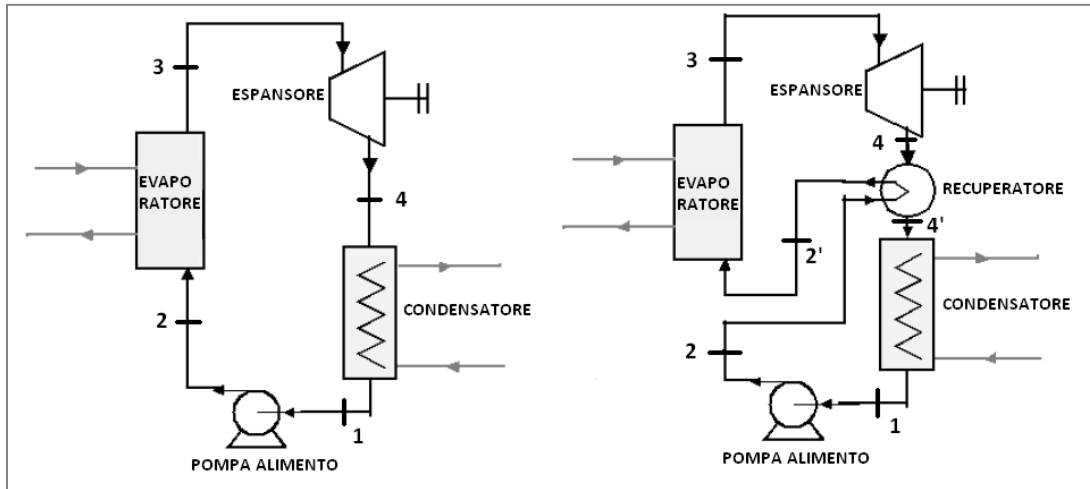 3
ESPANSORE
EVAPO
RATORE
4
2
CONDENSATORE
1
POMPA ALIMENTO
3
ESPANSORE
4
EVAPO
RATORE
RECUPERATORE
4'
2'
CONDENSATORE
2
1
POMPA ALIMENTO